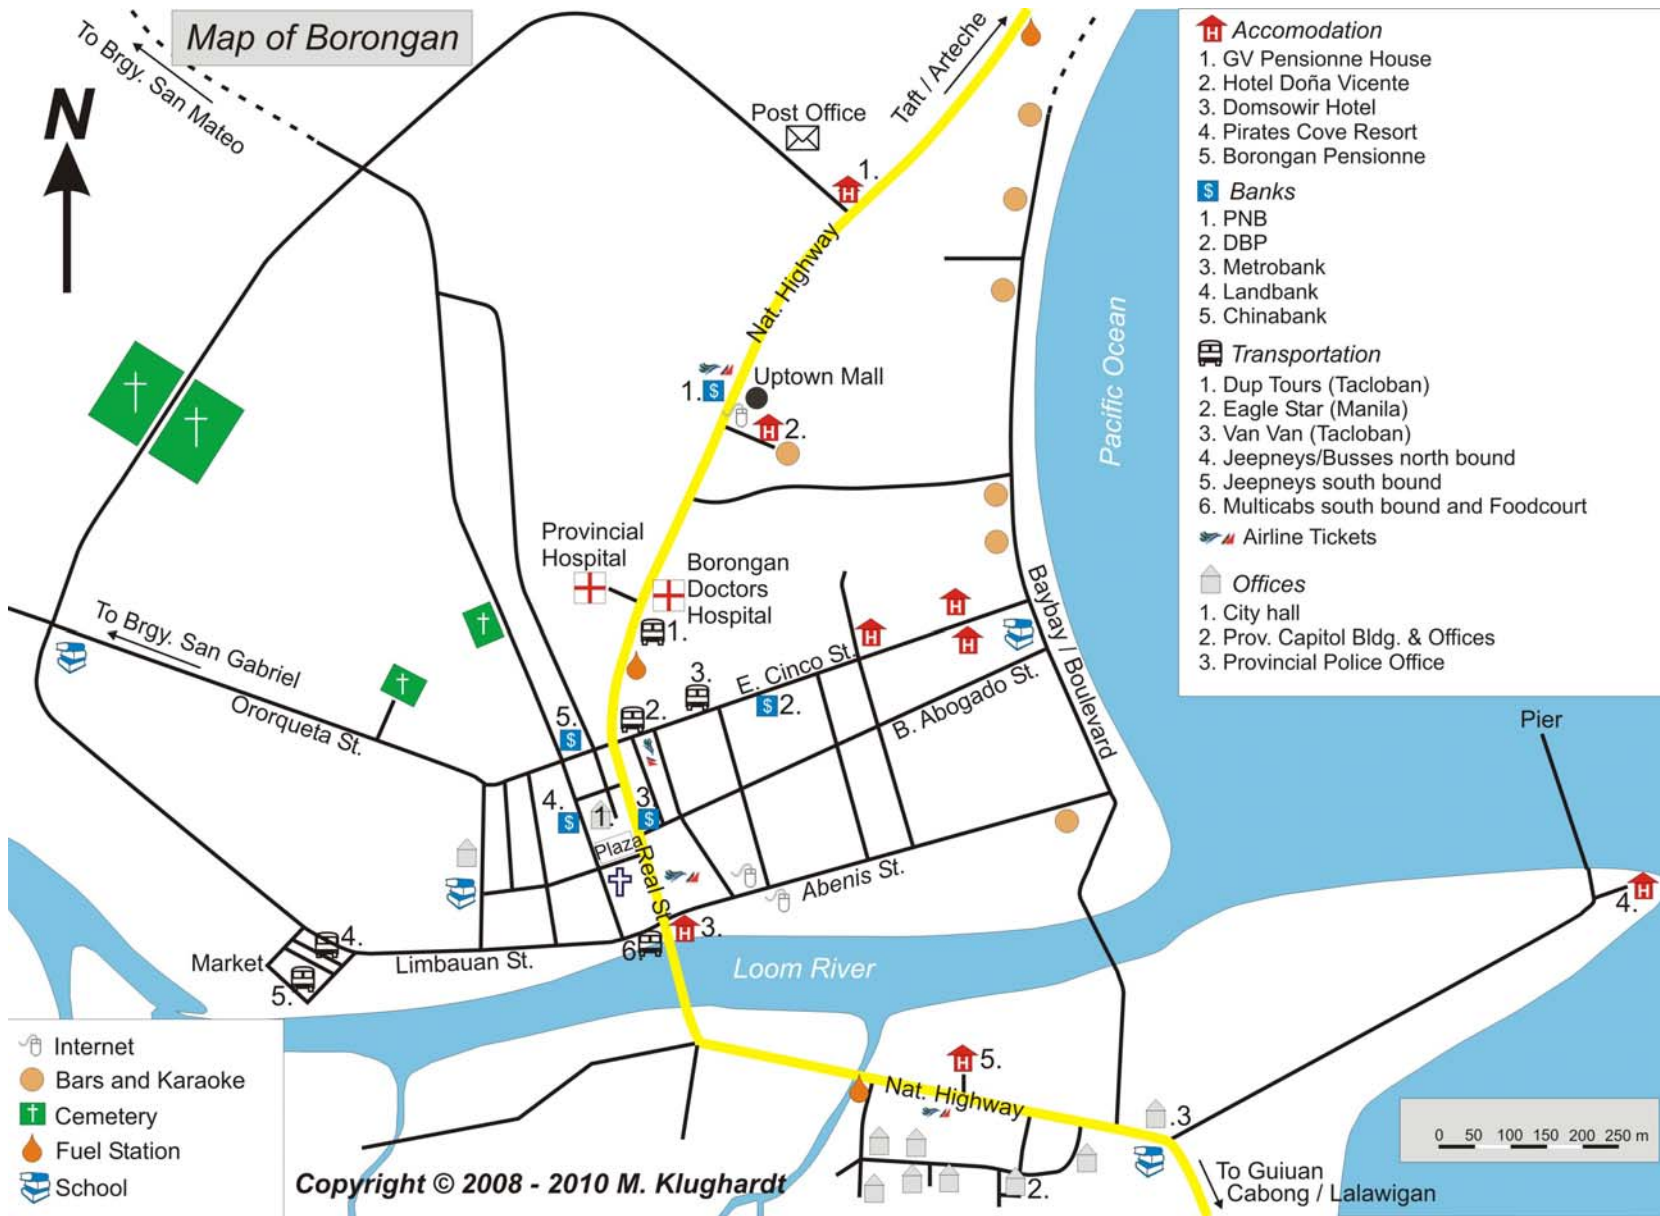 Map of Borongan
To Brgy. San Mateo
N
Taft / Arteche
Post Office
1.
Nat. Highway
Uptown Mall
1.
$
H
2.
Pacific Ocean
Provincial
Hospital
Borongan
Doctors
Hospital
1.
To Brgy. San Gabriel
Ororqueta St.
3.
E. Cinco St.
2.
$
2.
B. Abogado St.
Baybay / Boulevard
5.
$
4.
$
1.
3.
$
Plaza
Real St.
Abenis St.
Pier
H
4.
Market
4.
5.
Limbauan St.
6.
H
3.
Loom River
H
5.
Nat. Highway
.3
2.
To Guiuan
Cabong / Lalawigan
H Accomodation
1. GV Pensionne House
2. Hotel Doña Vicente
3. Domsowir Hotel
4. Pirates Cove Resort
5. Borongan Pensionne
$ Banks
1. PNB
2. DBP
3. Metrobank
4. Landbank
5. Chinabank
Transportation
1. Dup Tours (Tacloban)
2. Eagle Star (Manila)
3. Van Van (Tacloban)
4. Jeepneys/Busses north bound
5. Jeepneys south bound
6. Multicabs south bound and Foodcourt
Airline Tickets
Offices
1. City hall
2. Prov. Capitol Bldg. & Offices
3. Provincial Police Office
Internet
Bars and Karaoke
Cemetery
Fuel Station
School
Copyright © 2008 - 2010 M. Klughardt
0 50 100 150 200 250 m